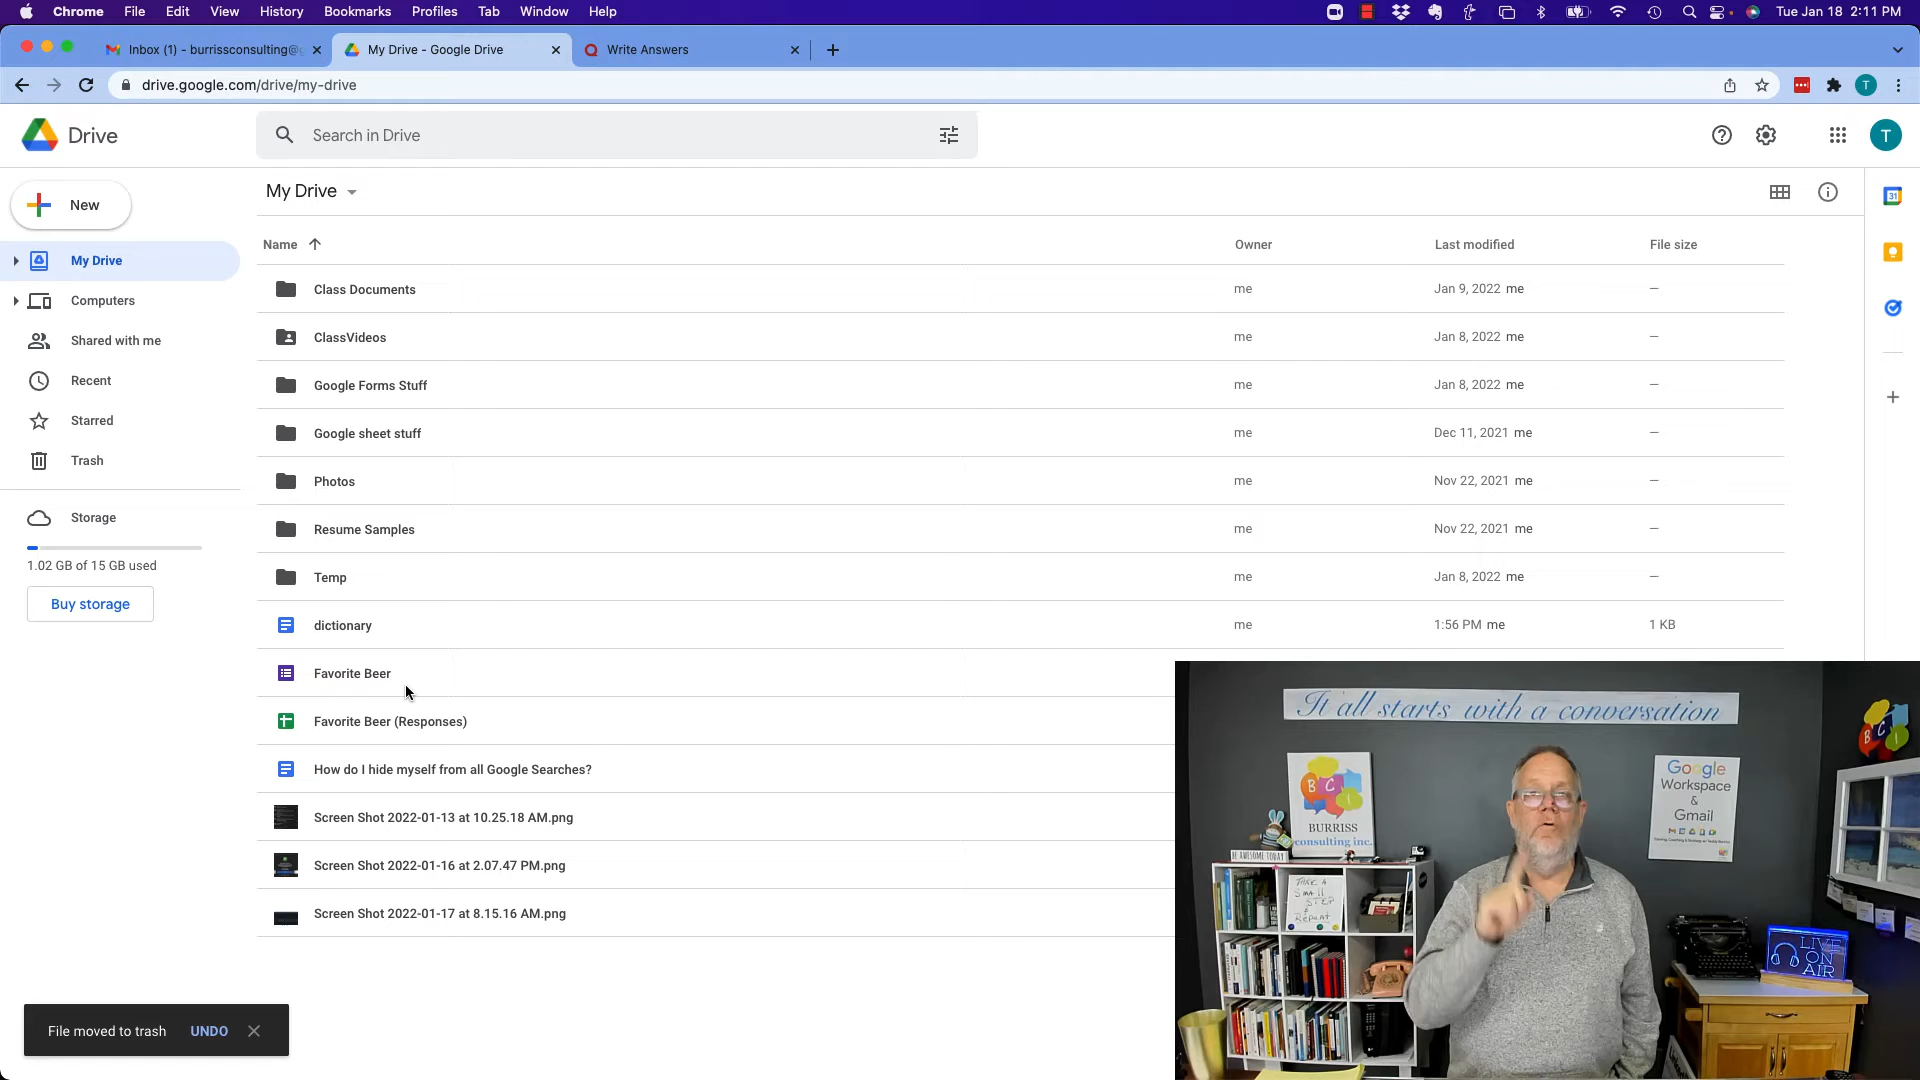 Chrome File Edit View History Bookmarks Profiles Tab Window Help Tue Jan 18 2:11 PM
Inbox (1) - burrissconsulting@g My Drive - Google Drive Write Answers
drive.google.com/drive/my-drive T
Drive Search in Drive T
New My Drive
Name Owner Last modified File size
My Drive
Computers
Shared with me
Recent
Starred
Trash
Storage
1.02 GB of 15 GB used
Buy storage
Class Documents me Jan 9, 2022 me –
ClassVideos me Jan 8, 2022 me –
Google Forms Stuff me Jan 8, 2022 me –
Google sheet stuff me Dec 11, 2021 me –
Photos me Nov 22, 2021 me –
Resume Samples me Nov 22, 2021 me –
Temp me Jan 8, 2022 me –
dictionary me 1:56 PM me 1 KB
Favorite Beer
Favorite Beer (Responses)
How do I hide myself from all Google Searches?
Screen Shot 2022-01-13 at 10.25.18 AM.png
Screen Shot 2022-01-16 at 2.07.47 PM.png
Screen Shot 2022-01-17 at 8.15.16 AM.png
File moved to trash UNDO
31
It all starts with a conversation
BCI
BURRISS
consulting inc.
Google
Workspace
&
Gmail
BCI
BE AWESOME TODAY
TAKE A
SMALL
STEP
&
Repeat
LIVE
ON
AIR